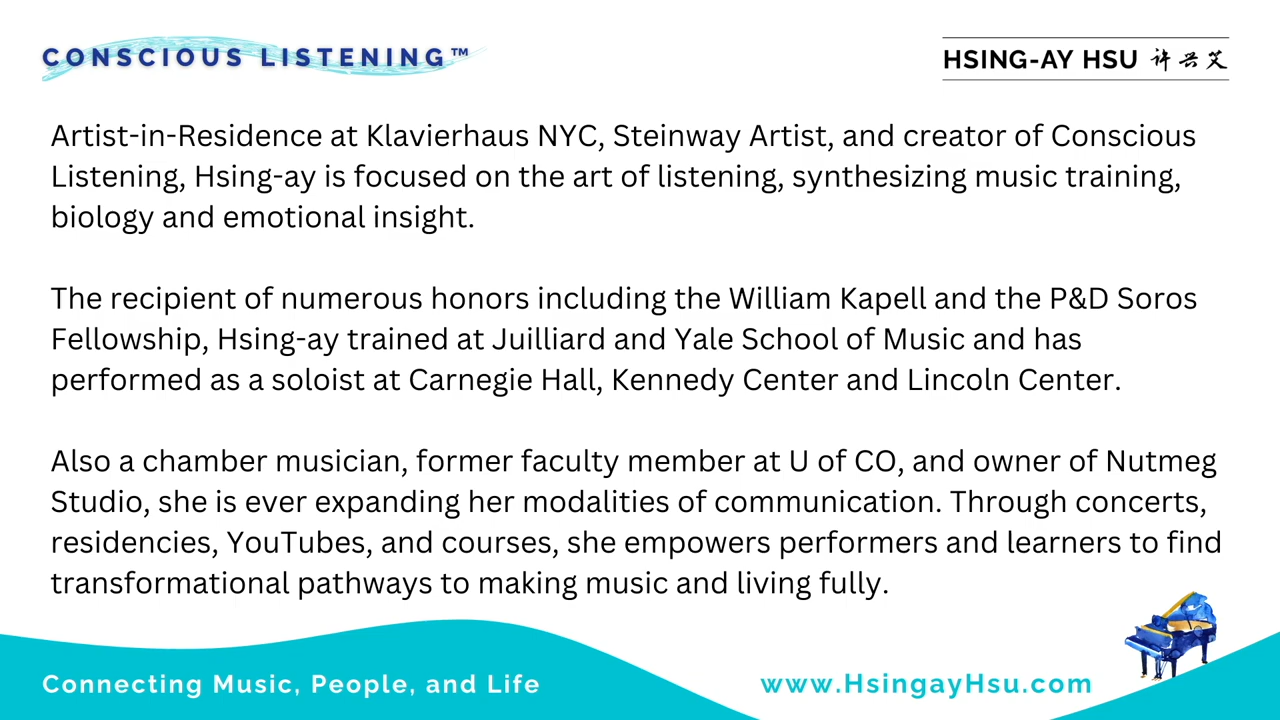 CONSCIOUS LISTENING™
HSING-AY HSU 许兴艾
Artist-in-Residence at Klavierhaus NYC, Steinway Artist, and creator of Conscious
Listening, Hsing-ay is focused on the art of listening, synthesizing music training,
biology and emotional insight.
The recipient of numerous honors including the William Kapell and the P&D Soros
Fellowship, Hsing-ay trained at Juilliard and Yale School of Music and has
performed as a soloist at Carnegie Hall, Kennedy Center and Lincoln Center.
Also a chamber musician, former faculty member at U of CO, and owner of Nutmeg
Studio, she is ever expanding her modalities of communication. Through concerts,
residencies, YouTubes, and courses, she empowers performers and learners to find
transformational pathways to making music and living fully.
Connecting Music, People, and Life
www.HsingayHsu.com